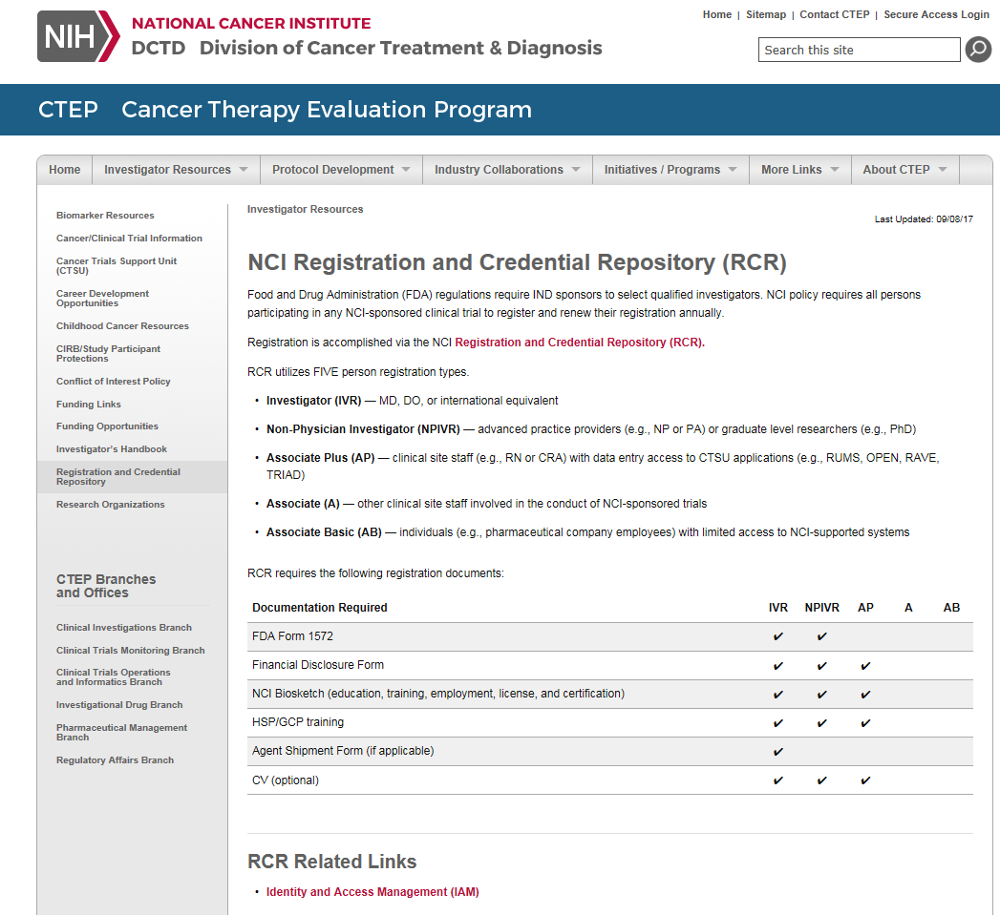 NIH
NATIONAL CANCER INSTITUTE
DCTD Division of Cancer Treatment & Diagnosis
Home | Sitemap | Contact CTEP | Secure Access Login
Search this site
CTEP Cancer Therapy Evaluation Program
Home Investigator Resources Protocol Development Industry Collaborations Initiatives / Programs More Links About CTEP
Biomarker Resources
Cancer/Clinical Trial Information
Cancer Trials Support Unit
(CTSU)
Career Development
Opportunities
Childhood Cancer Resources
CIRB/Study Participant
Protections
Conflict of Interest Policy
Funding Links
Funding Opportunities
Investigator's Handbook
Registration and Credential
Repository
Research Organizations
CTEP Branches
and Offices
Clinical Investigations Branch
Clinical Trials Monitoring Branch
Clinical Trials Operations
and Informatics Branch
Investigational Drug Branch
Pharmaceutical Management
Branch
Regulatory Affairs Branch
Investigator Resources
Last Updated: 09/08/17
NCI Registration and Credential Repository (RCR)
Food and Drug Administration (FDA) regulations require IND sponsors to select qualified investigators. NCI policy requires all persons
participating in any NCI-sponsored clinical trial to register and renew their registration annually.
Registration is accomplished via the NCI Registration and Credential Repository (RCR).
RCR utilizes FIVE person registration types.
• Investigator (IVR) — MD, DO, or international equivalent
• Non-Physician Investigator (NPIVR) — advanced practice providers (e.g., NP or PA) or graduate level researchers (e.g., PhD)
• Associate Plus (AP) — clinical site staff (e.g., RN or CRA) with data entry access to CTSU applications (e.g., RUMS, OPEN, RAVE,
TRIAD)
• Associate (A) — other clinical site staff involved in the conduct of NCI-sponsored trials
• Associate Basic (AB) — individuals (e.g., pharmaceutical company employees) with limited access to NCI-supported systems
RCR requires the following registration documents:
Documentation Required IVR NPIVR AP A AB
FDA Form 1572 ✔ ✔
Financial Disclosure Form ✔ ✔ ✔
NCI Biosketch (education, training, employment, license, and certification) ✔ ✔ ✔
HSP/GCP training ✔ ✔ ✔
Agent Shipment Form (if applicable) ✔
CV (optional) ✔ ✔ ✔
RCR Related Links
• Identity and Access Management (IAM)